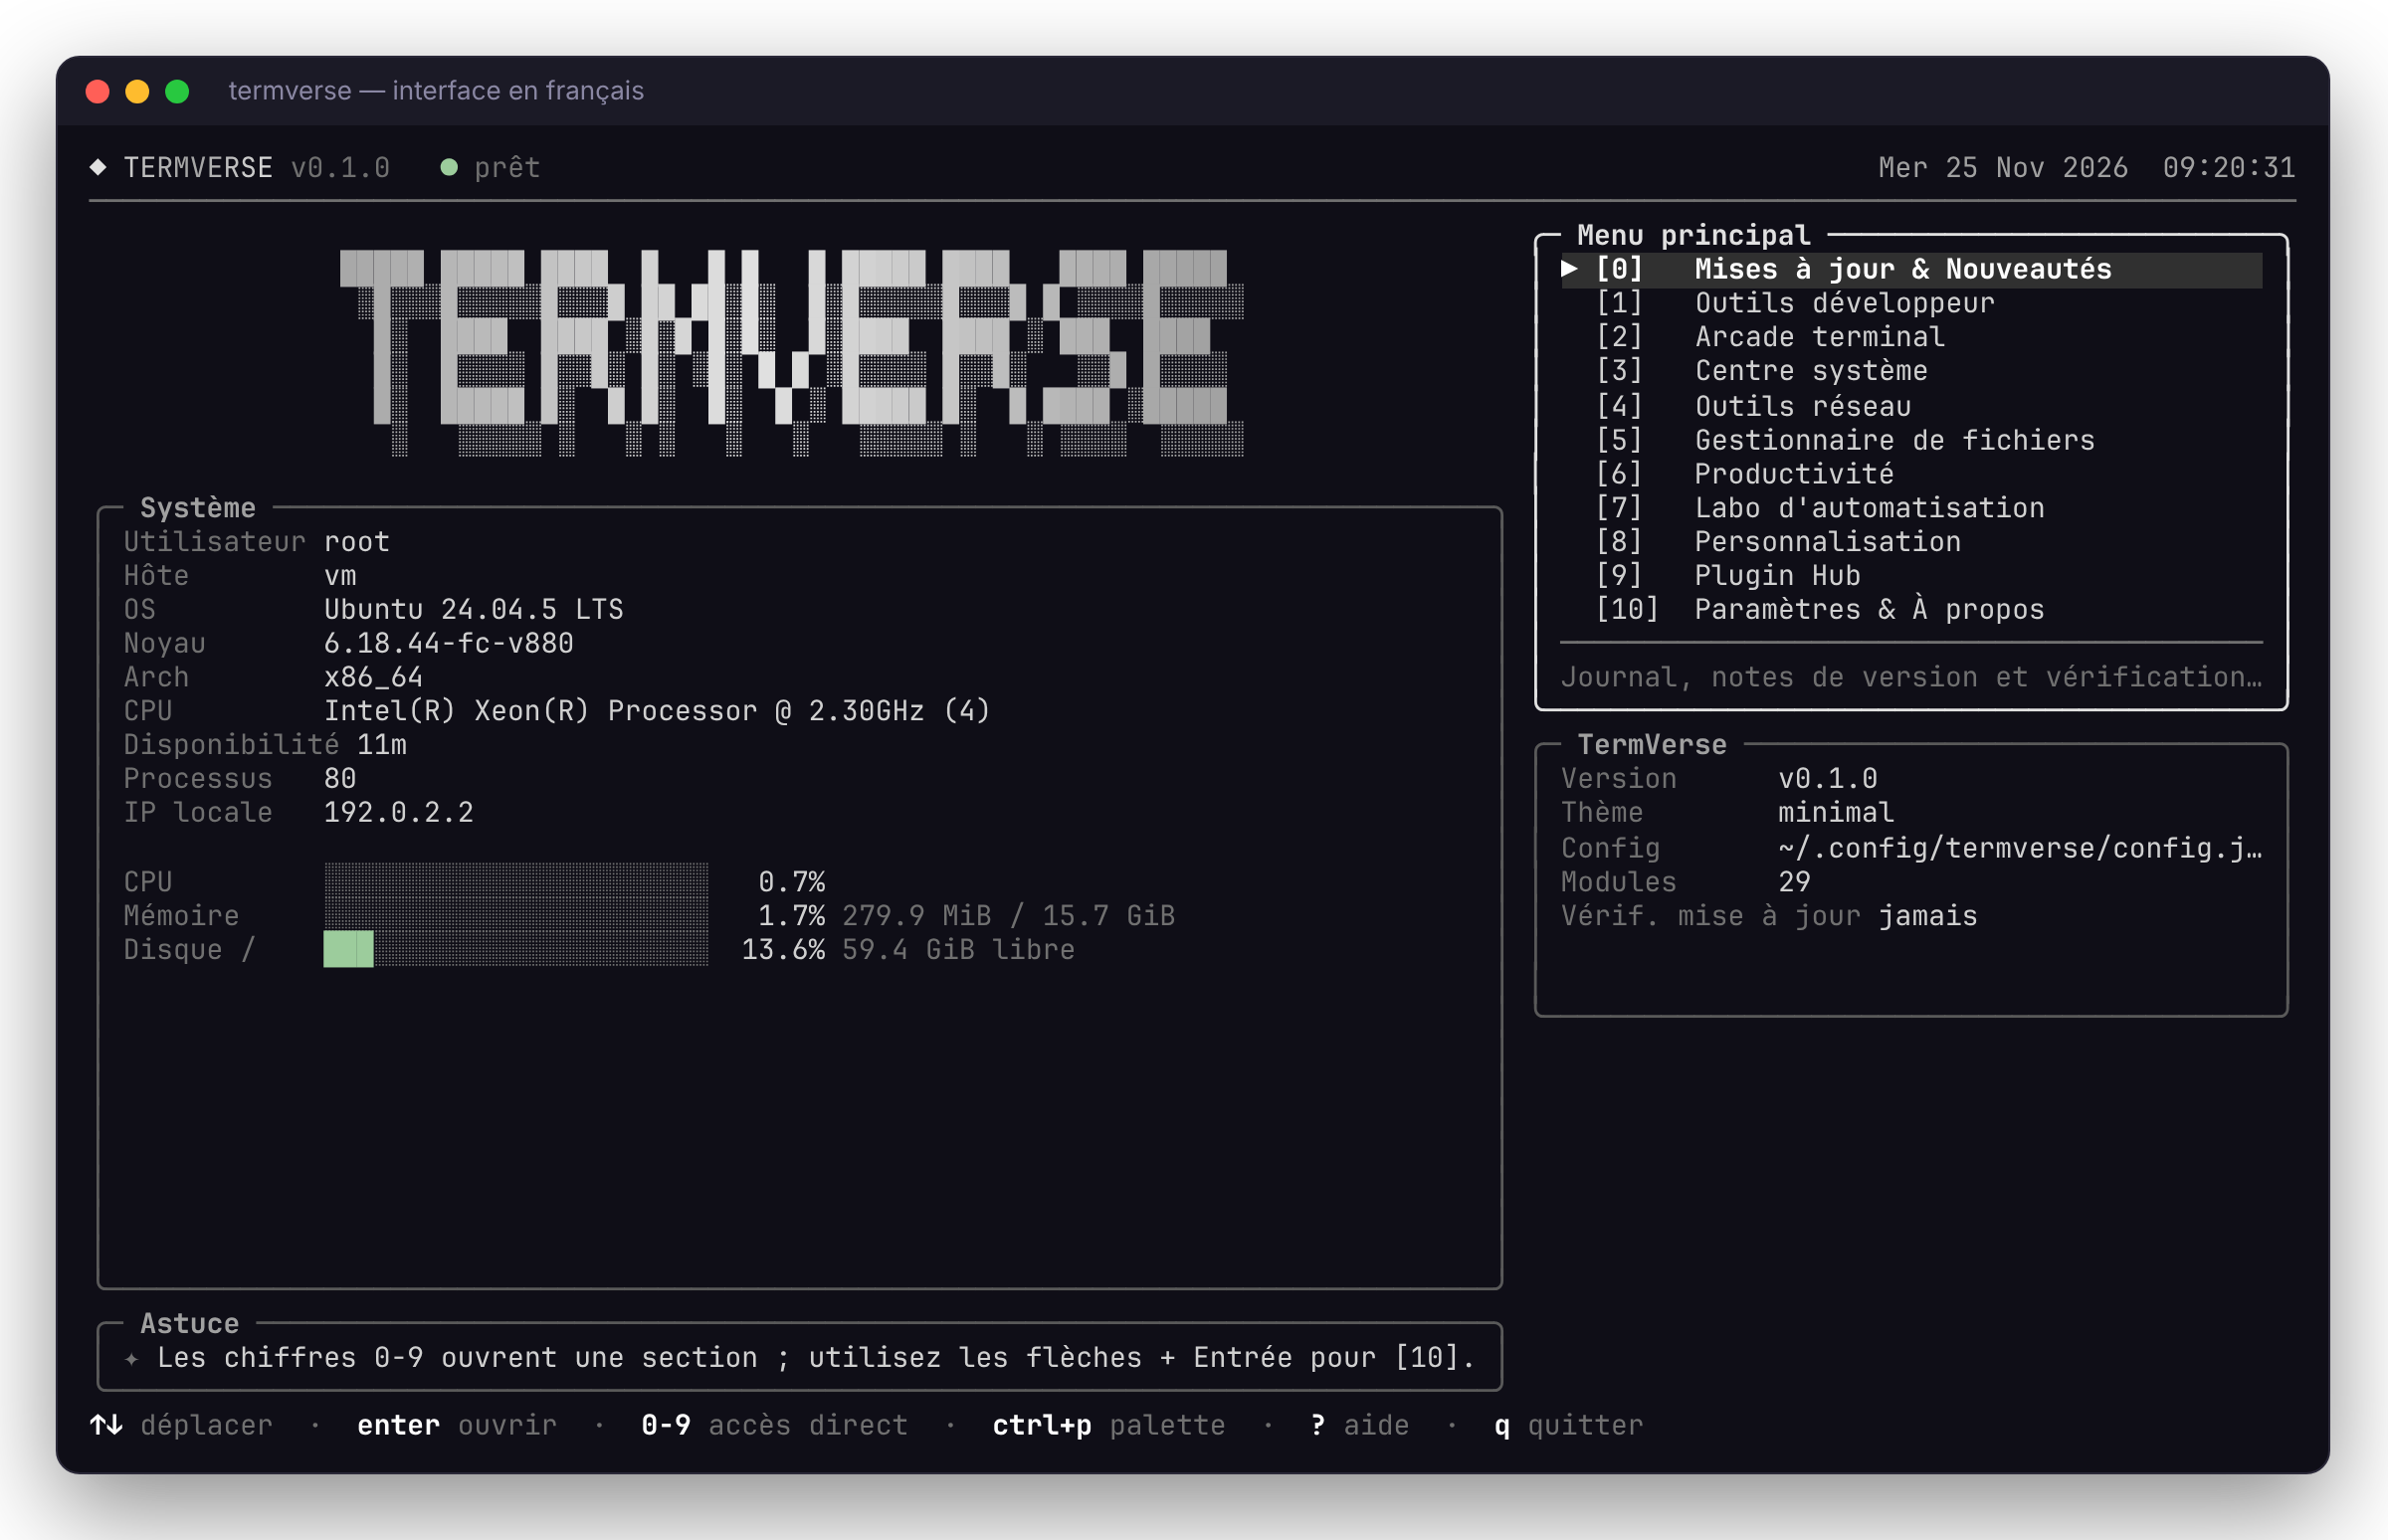 termverse — interface en français
◆ TERMVERSE v0.1.0 ● prêt
Mer 25 Nov 2026 09:20:31
TERMVERSE
Système
Utilisateur root
Hôte vm
OS Ubuntu 24.04.5 LTS
Noyau 6.18.44-fc-v880
Arch x86_64
CPU Intel(R) Xeon(R) Processor @ 2.30GHz (4)
Disponibilité 11m
Processus 80
IP locale 192.0.2.2
CPU 0.7%
Mémoire 1.7% 279.9 MiB / 15.7 GiB
Disque / 13.6% 59.4 GiB libre
Astuce
✦ Les chiffres 0-9 ouvrent une section ; utilisez les flèches + Entrée pour [10].
Menu principal
▶ [0] Mises à jour & Nouveautés
[1] Outils développeur
[2] Arcade terminal
[3] Centre système
[4] Outils réseau
[5] Gestionnaire de fichiers
[6] Productivité
[7] Labo d'automatisation
[8] Personnalisation
[9] Plugin Hub
[10] Paramètres & À propos
Journal, notes de version et vérification…
TermVerse
Version v0.1.0
Thème minimal
Config ~/.config/termverse/config.j…
Modules 29
Vérif. mise à jour jamais
↑↓ déplacer · enter ouvrir · 0-9 accès direct · ctrl+p palette · ? aide · q quitter